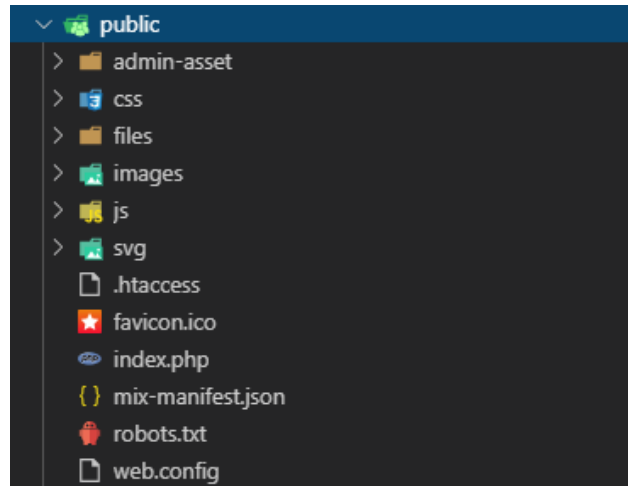 public
admin-asset
css
files
images
js
svg
.htaccess
favicon.ico
index.php
mix-manifest.json
robots.txt
web.config